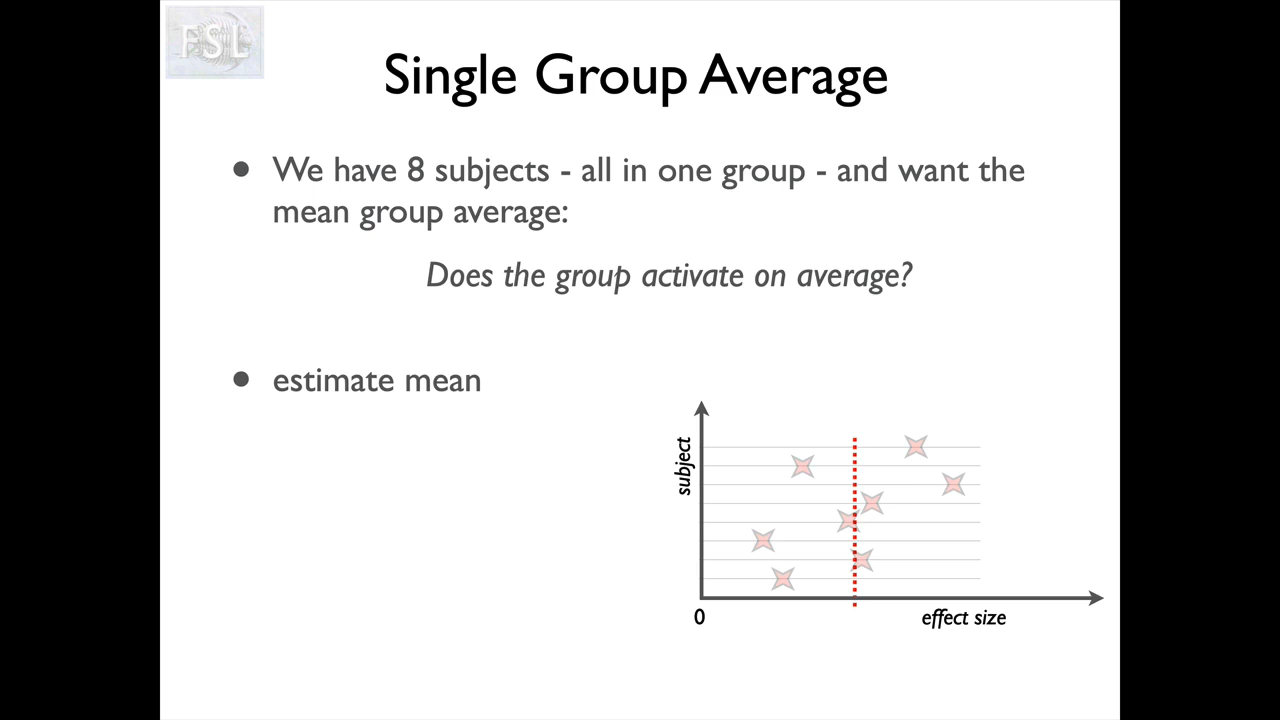 FSL
Single Group Average
• We have 8 subjects - all in one group - and want the
mean group average:
Does the group activate on average?
• estimate mean
subject
0
effect size